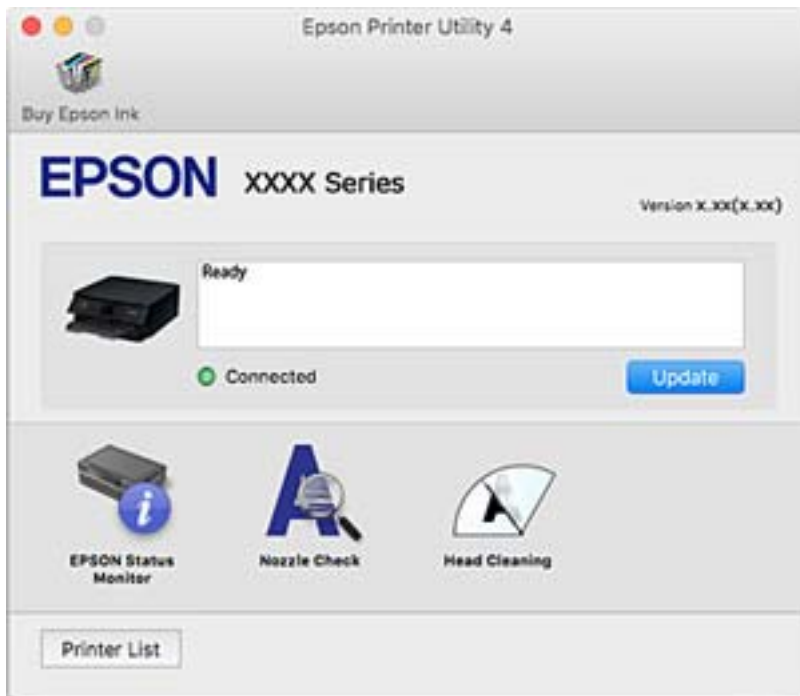 Epson Printer Utility 4
Buy Epson Ink
EPSON XXXX Series
Version x.xx(x.xx)
Ready
Connected
Update
EPSON Status
Monitor
Nozzle Check
Head Cleaning
Printer List